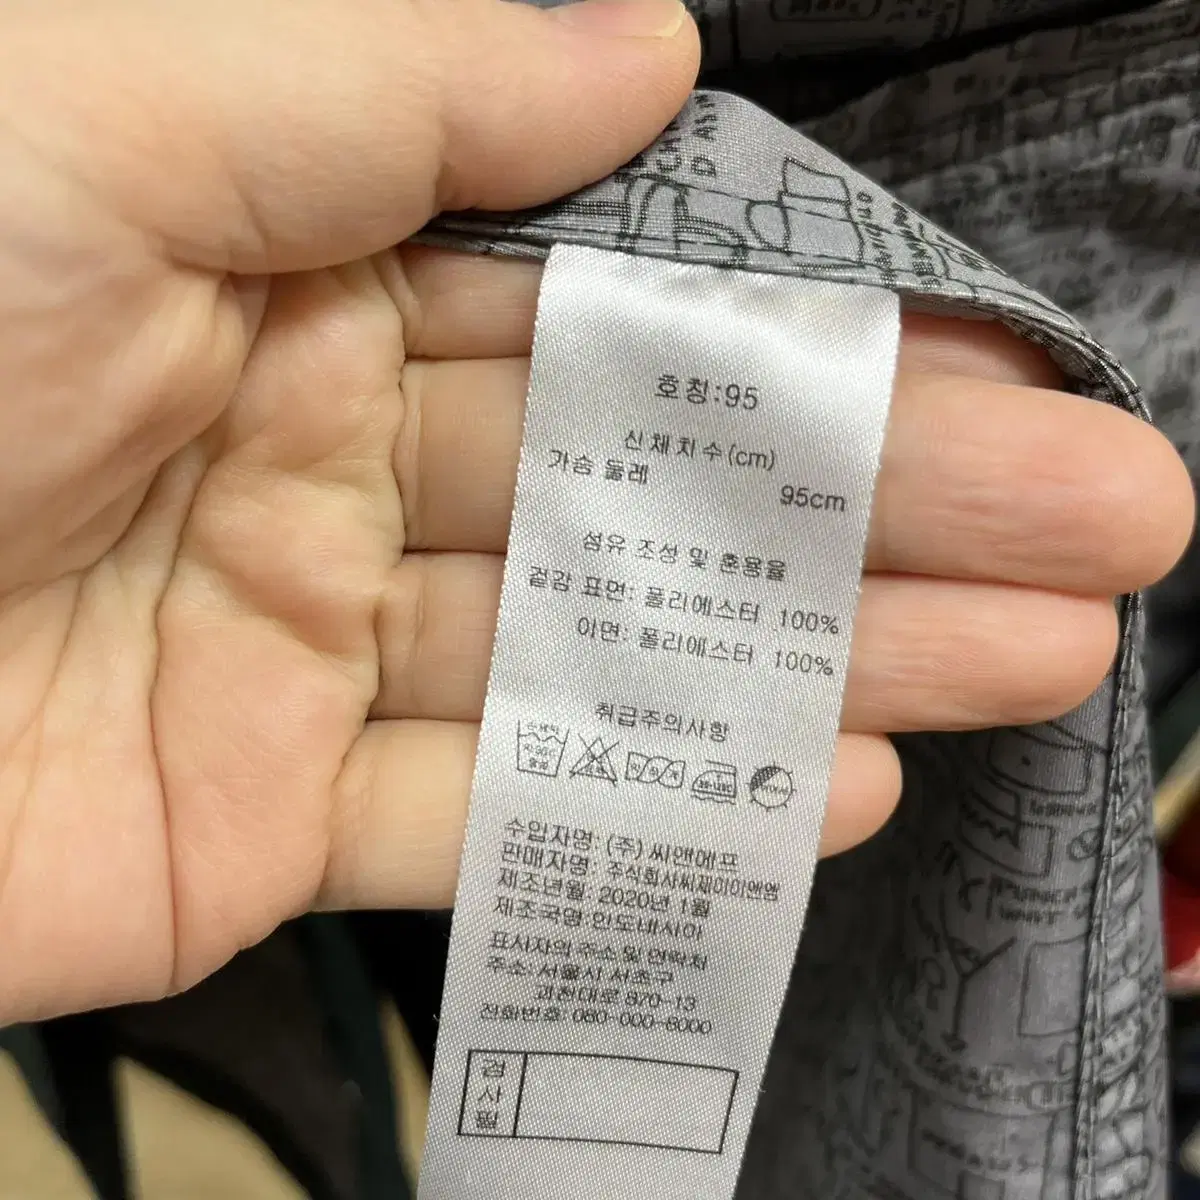 호칭:95
신체치수(cm)
가슴 둘레 95cm
섬유 조성 및 혼용율
겉감 표면: 폴리에스터 100%
이면: 폴리에스터 100%
취급주의사항
수입자명: (주) 씨앤에프
판매자명: 주식회사씨제이이앤엠
제조년월: 2020년 1월
제조국명 인도네시아
표시자의 주소 및 연락처
주소: 서울시 서초구
과천대로 870-13
전화번호: 080-000-8000
검
사
필